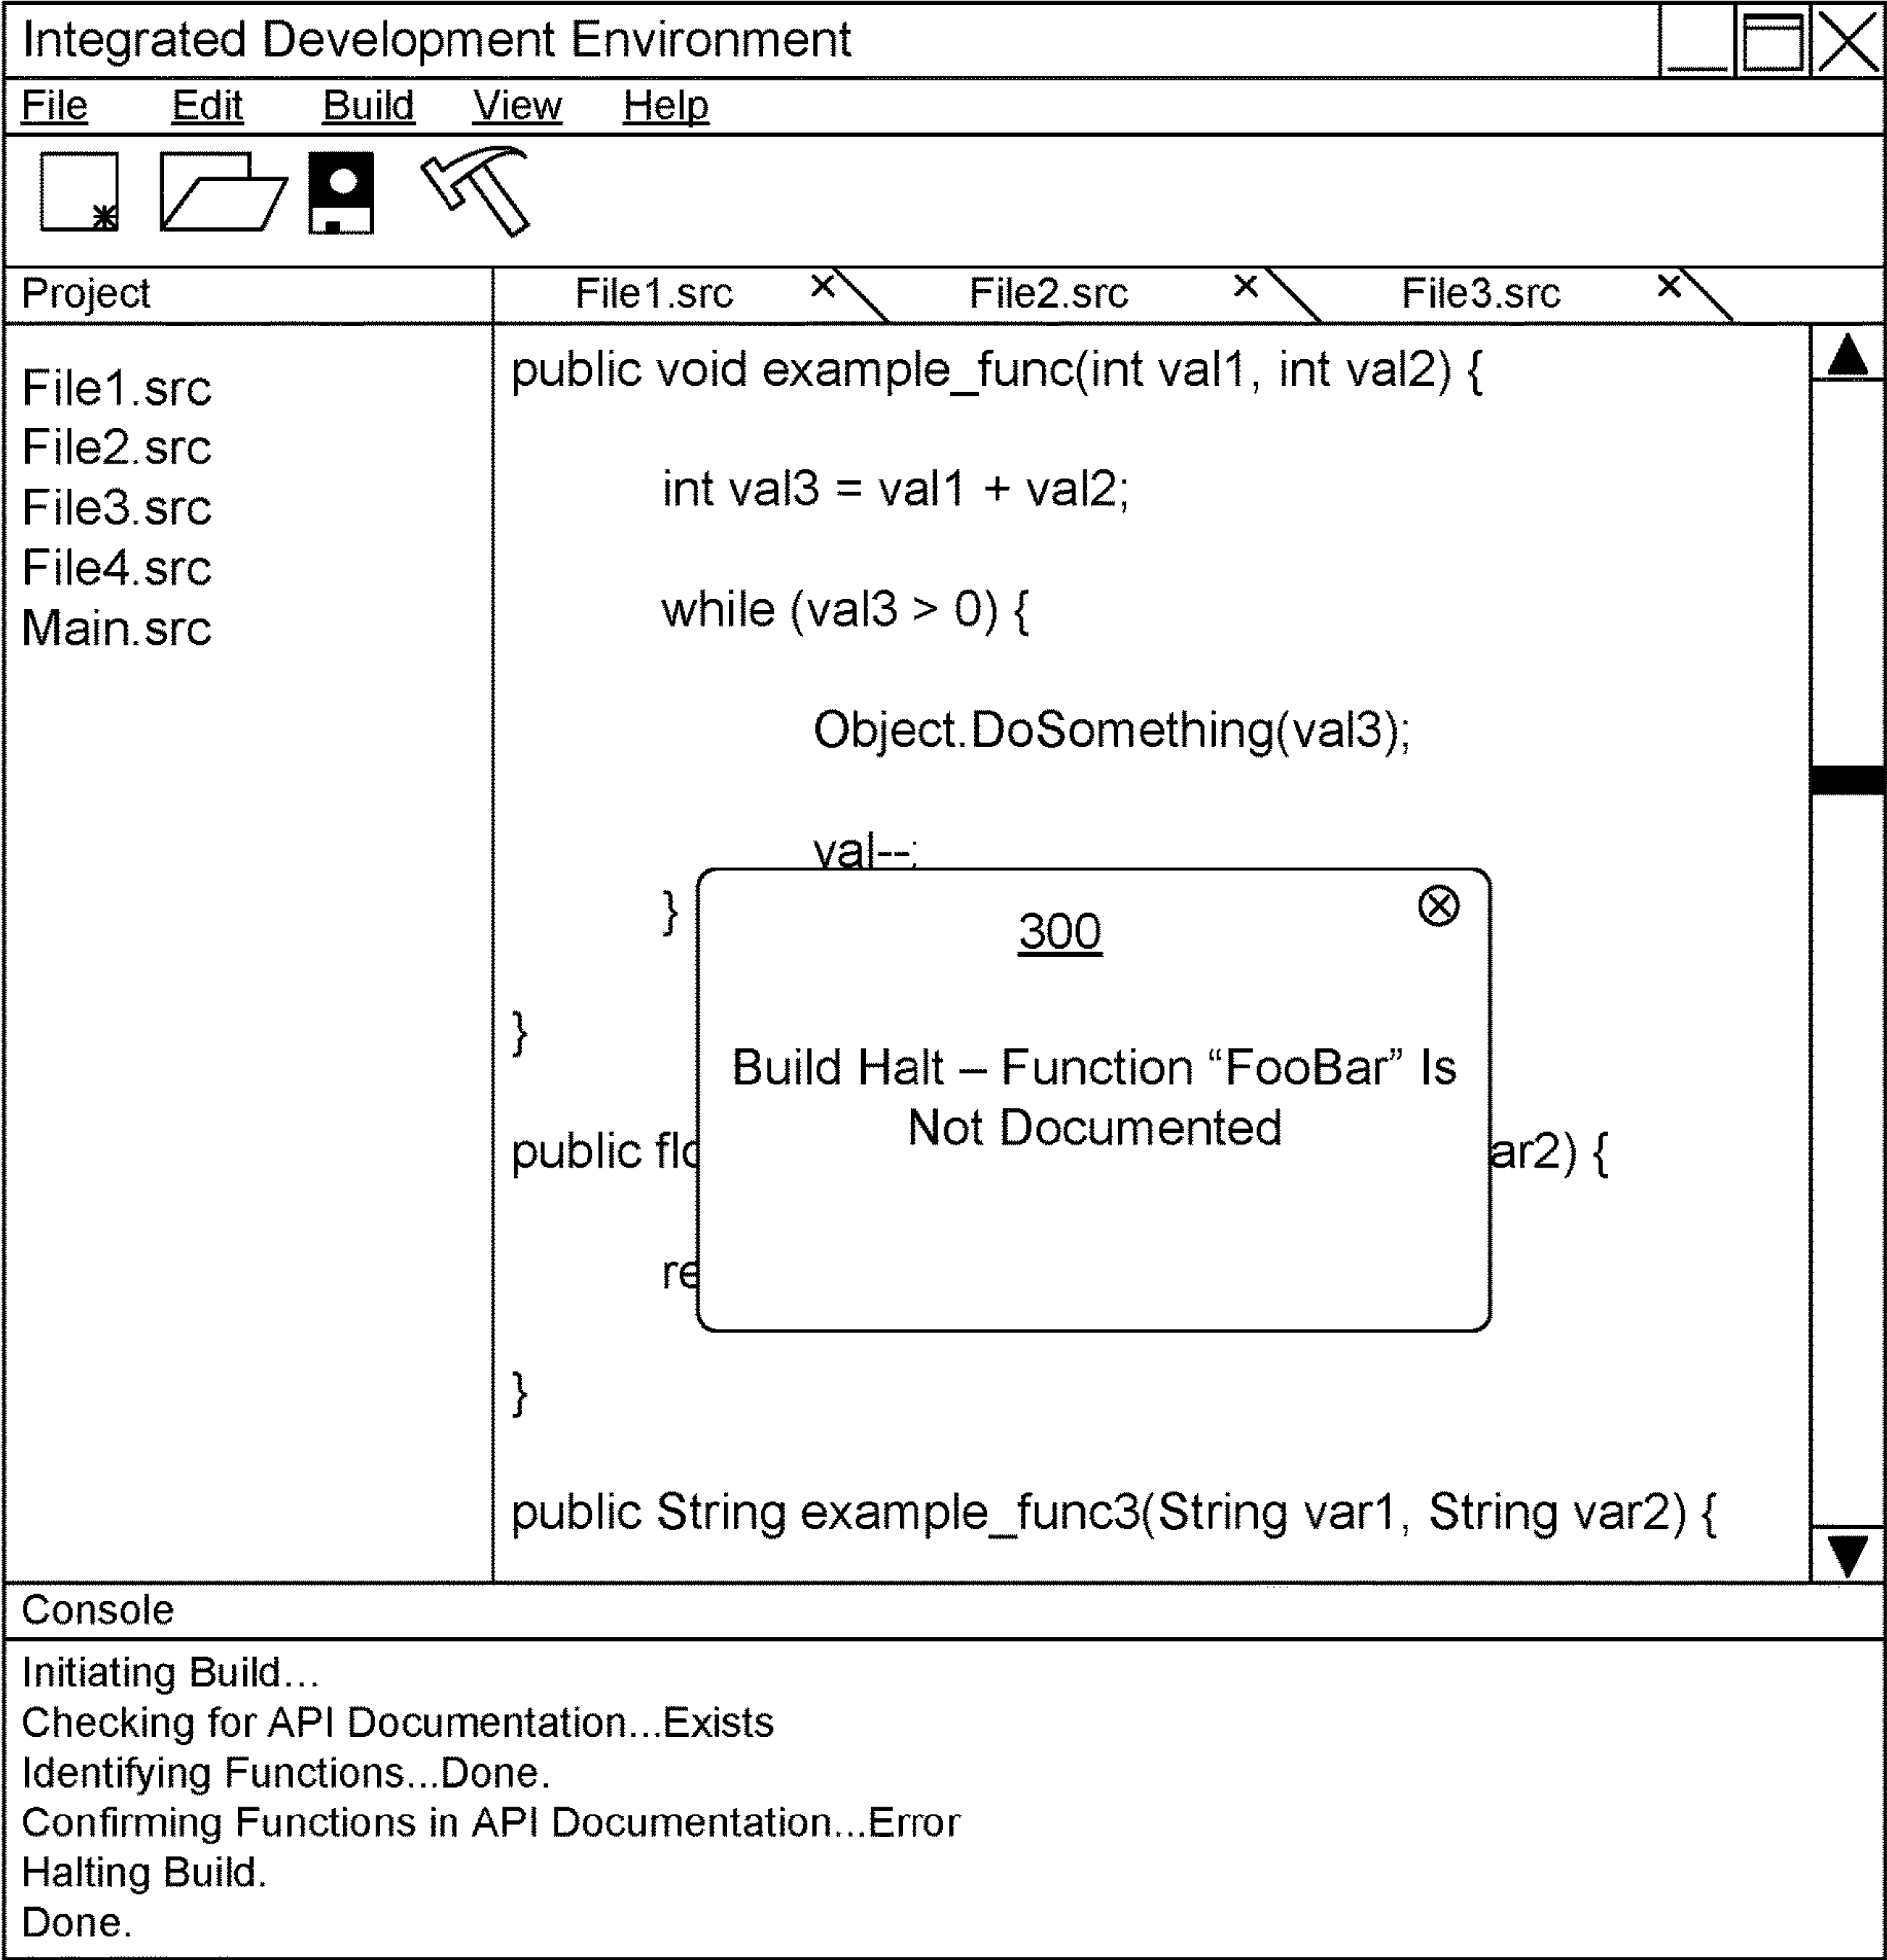 Integrated Development Environment
File Edit Build View Help
Project
File1.src File2.src File3.src
File1.src
File2.src
File3.src
File4.src
Main.src
public void example_func(int val1, int val2) {
int val3 = val1 + val2;
while (val3 > 0) {
Object.DoSomething(val3);
val--;
}
}
public ar2) {
}
public String example_func3(String var1, String var2) {
300
Build Halt – Function “FooBar” Is
Not Documented
Console
Initiating Build...
Checking for API Documentation...Exists
Identifying Functions...Done.
Confirming Functions in API Documentation...Error
Halting Build.
Done.